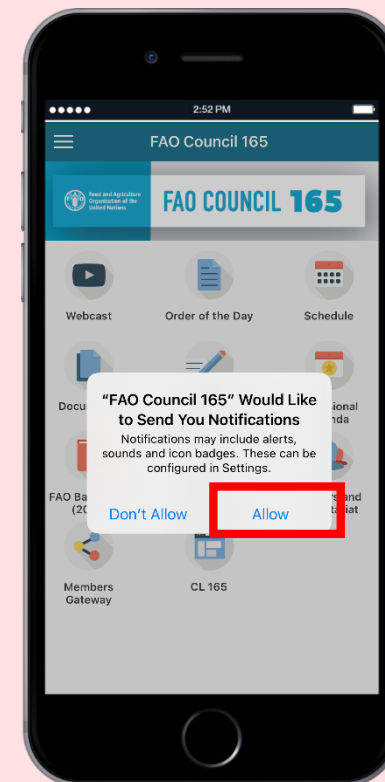 2:52 PM
FAO Council 165
Food and Agriculture
Organization of the
United Nations
FAO COUNCIL 165
Webcast
Order of the Day
Schedule
"FAO Council 165" Would Like
to Send You Notifications
Notifications may include alerts,
sounds and icon badges. These can be
configured in Settings.
Don't Allow
Allow
FAO
and
Members
Gateway
CL 165